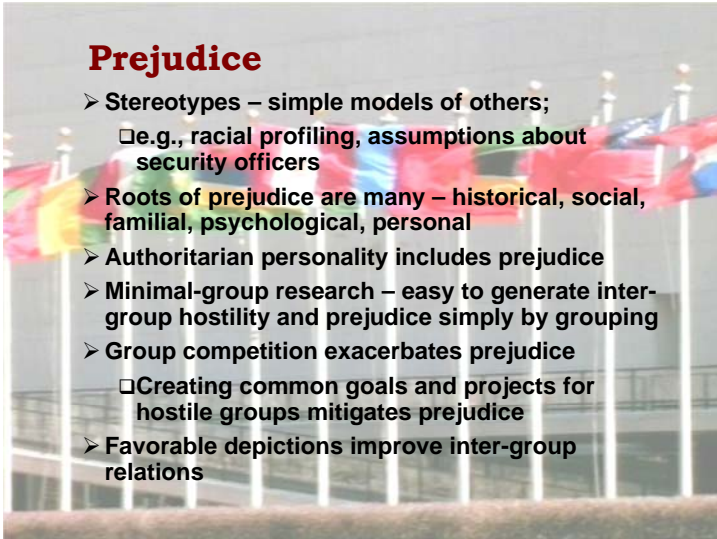 Prejudice
➢ Stereotypes – simple models of others;
❑e.g., racial profiling, assumptions about
security officers
➢ Roots of prejudice are many – historical, social,
familial, psychological, personal
➢ Authoritarian personality includes prejudice
➢ Minimal-group research – easy to generate inter-
group hostility and prejudice simply by grouping
➢ Group competition exacerbates prejudice
❑Creating common goals and projects for
hostile groups mitigates prejudice
➢ Favorable depictions improve inter-group
relations